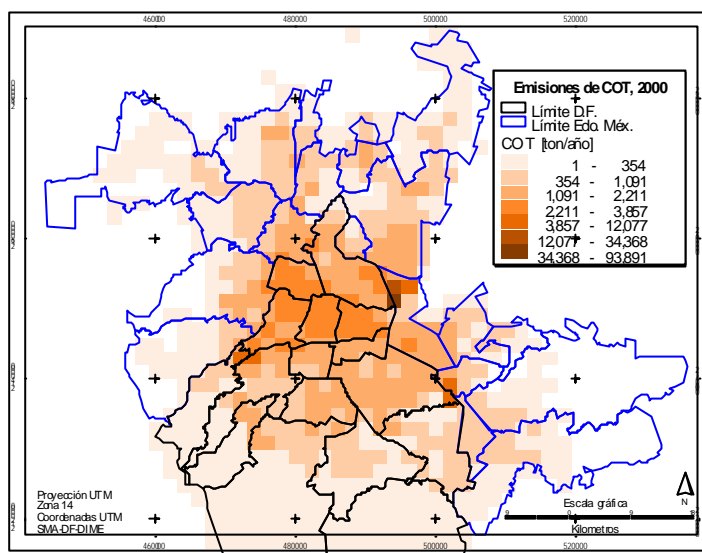 460000 480000 500000 520000
Emisiones de COT, 2000
Límite D.F.
Límite Edo. Méx.
COT [ton/año]
1 - 354
354 - 1,091
1,091 - 2,211
2,211 - 3,857
3,857 - 12,077
12,077 - 34,368
34,368 - 93,891
Proyección UTM
Zona 14
Coordenadas UTM
SMA-DF-DIME
Escala gráfica
Kilometros
N
460000 480000 500000 520000